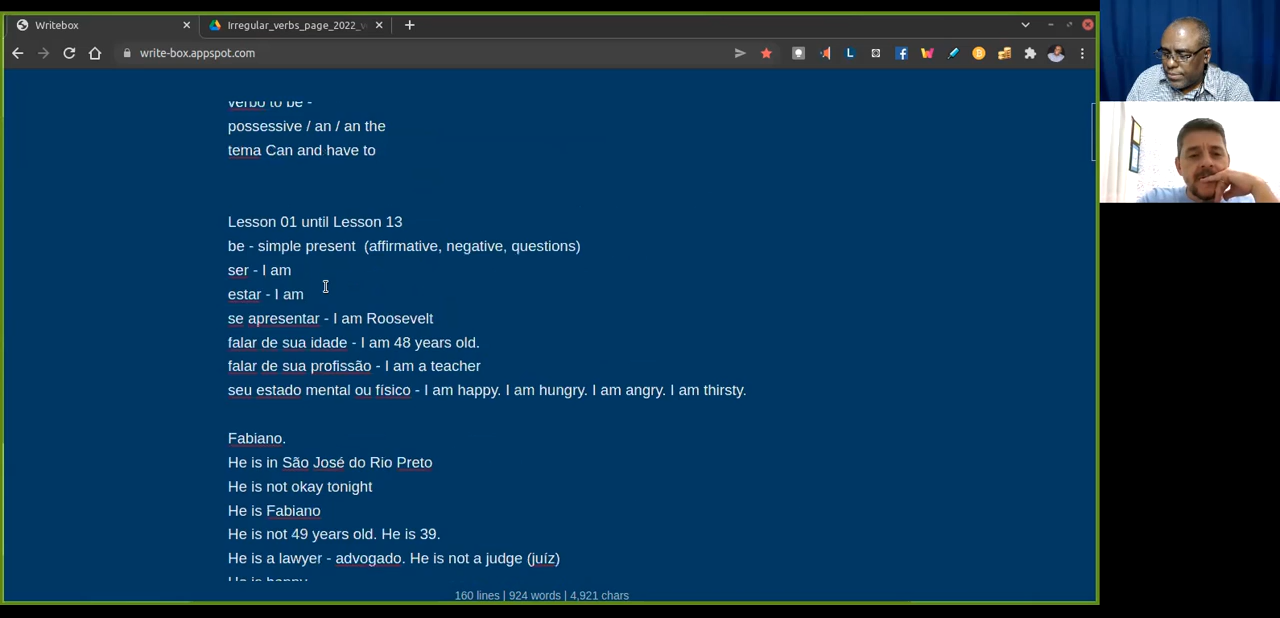 Writebox
Irregular_verbs_page_2022_
write-box.appspot.com
verbo to be -
possessive / an / an the
tema Can and have to
Lesson 01 until Lesson 13
be - simple present  (affirmative, negative, questions)
ser - I am
estar - I am
se apresentar - I am Roosevelt
falar de sua idade - I am 48 years old.
falar de sua profissão - I am a teacher
seu estado mental ou físico - I am happy. I am hungry. I am angry. I am thirsty.
Fabiano.
He is in São José do Rio Preto
He is not okay tonight
He is Fabiano
He is not 49 years old. He is 39.
He is a lawyer - advogado. He is not a judge (juíz)
He is happy
160 lines | 924 words | 4,921 chars